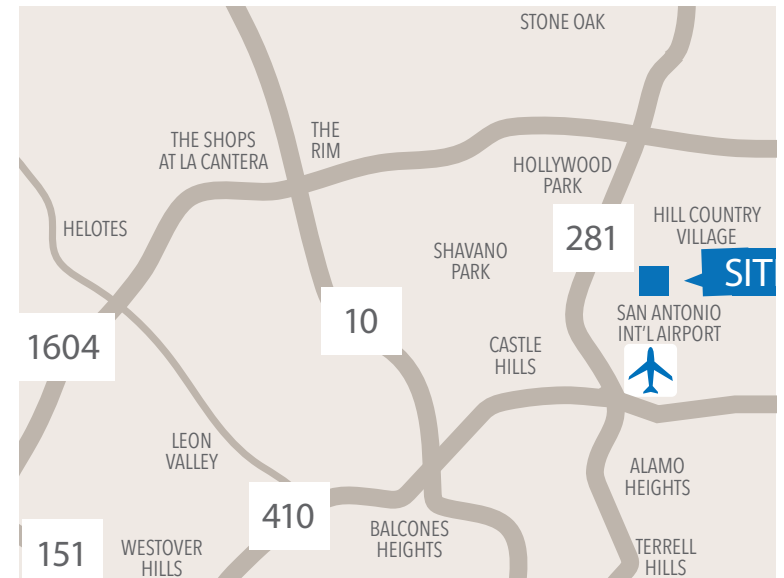 STONE OAK
THE
RIM
THE SHOPS
AT LA CANTERA
HOLLYWOOD
PARK
HELOTES
281
HILL COUNTRY
VILLAGE
SHAVANO
PARK
SIT
SAN ANTONIO
INT'L AIRPORT
10
1604
CASTLE
HILLS
LEON
VALLEY
ALAMO
HEIGHTS
410
BALCONES
HEIGHTS
151
WESTOVER
HILLS
TERRELL
HILLS